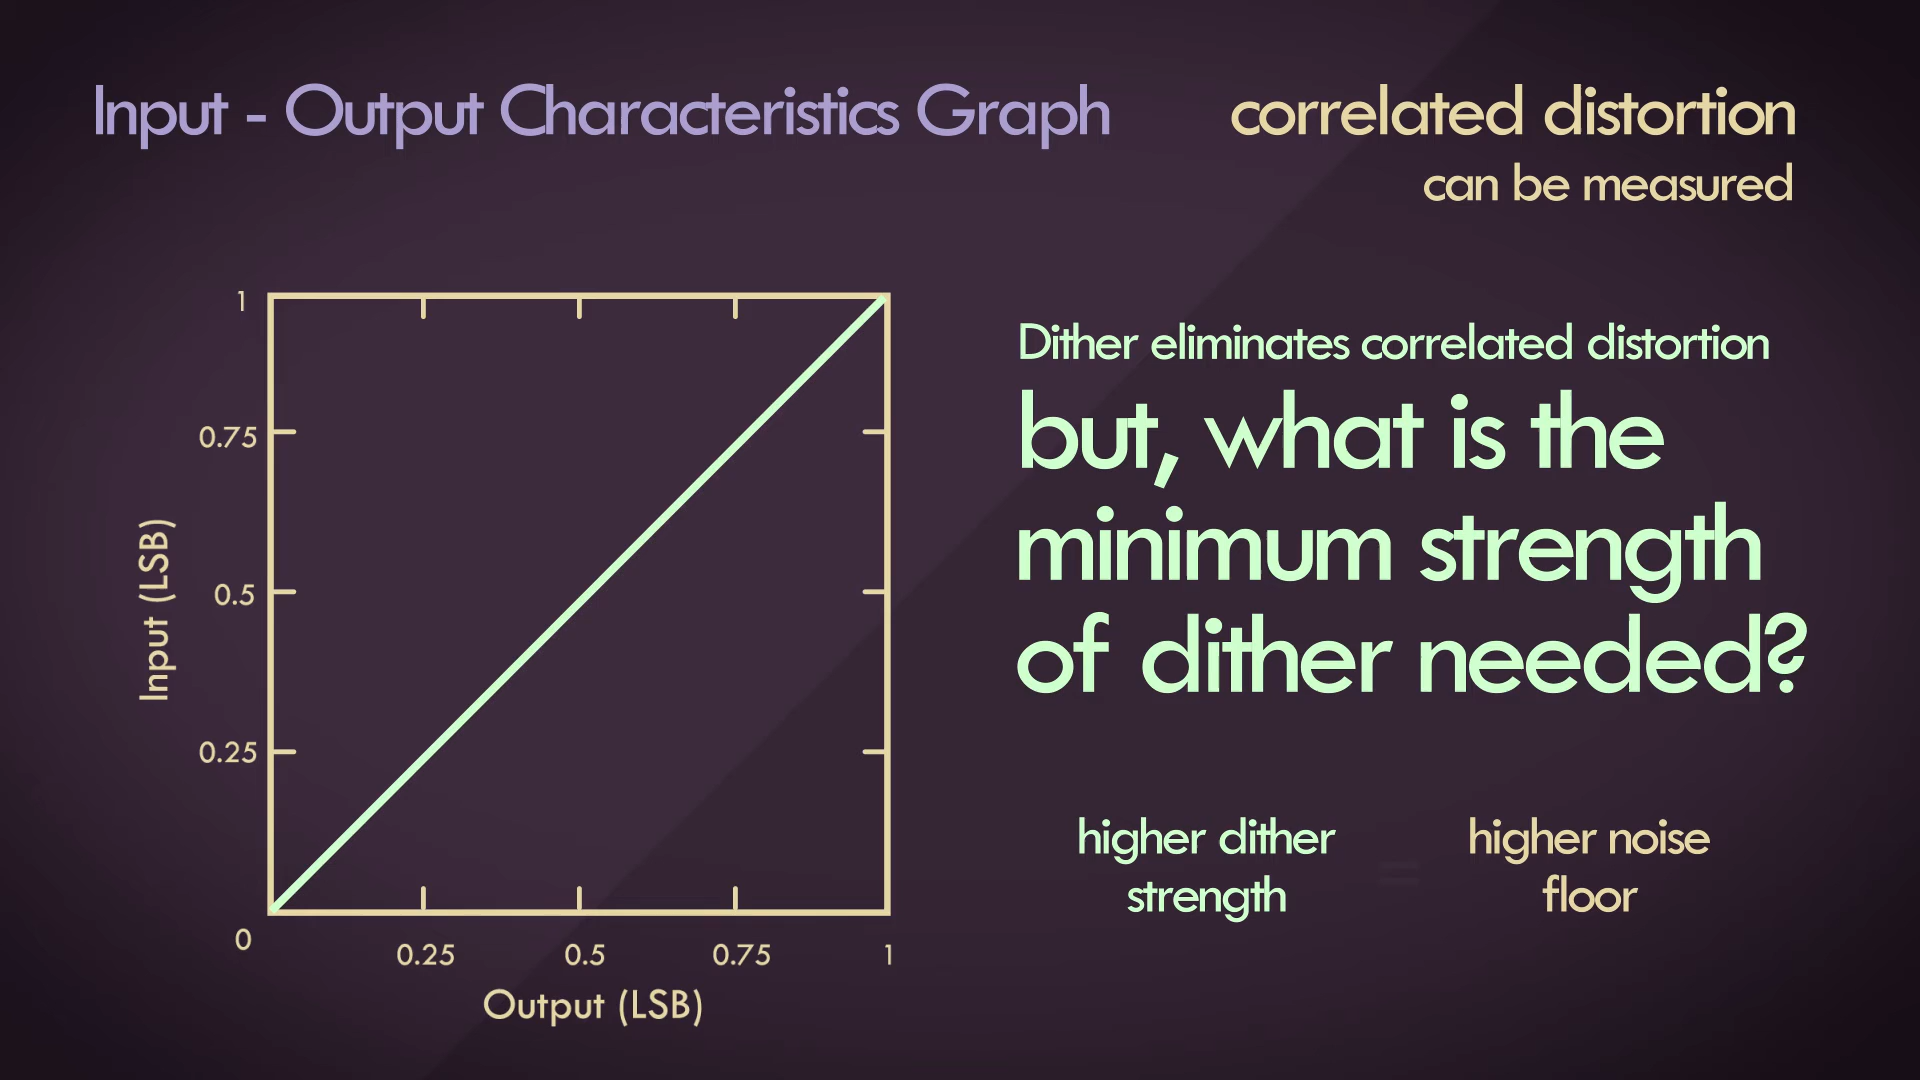 Input - Output Characteristics Graph
correlated distortion
can be measured
1
0.75
0.5
0.25
0
Input (LSB)
0.25 0.5 0.75 1
Output (LSB)
Dither eliminates correlated distortion
but, what is the
minimum strength
of dither needed?
higher dither
strength
=
higher noise
floor